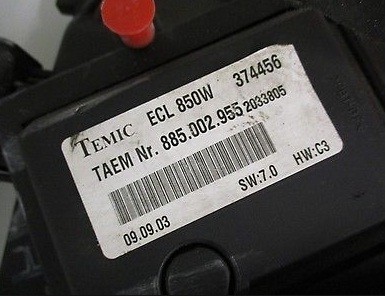 TEMIC ECL 850W 374456
TAEM Nr. 885.002.955 2033805
SW:7.0 HW:C3
09.09.03